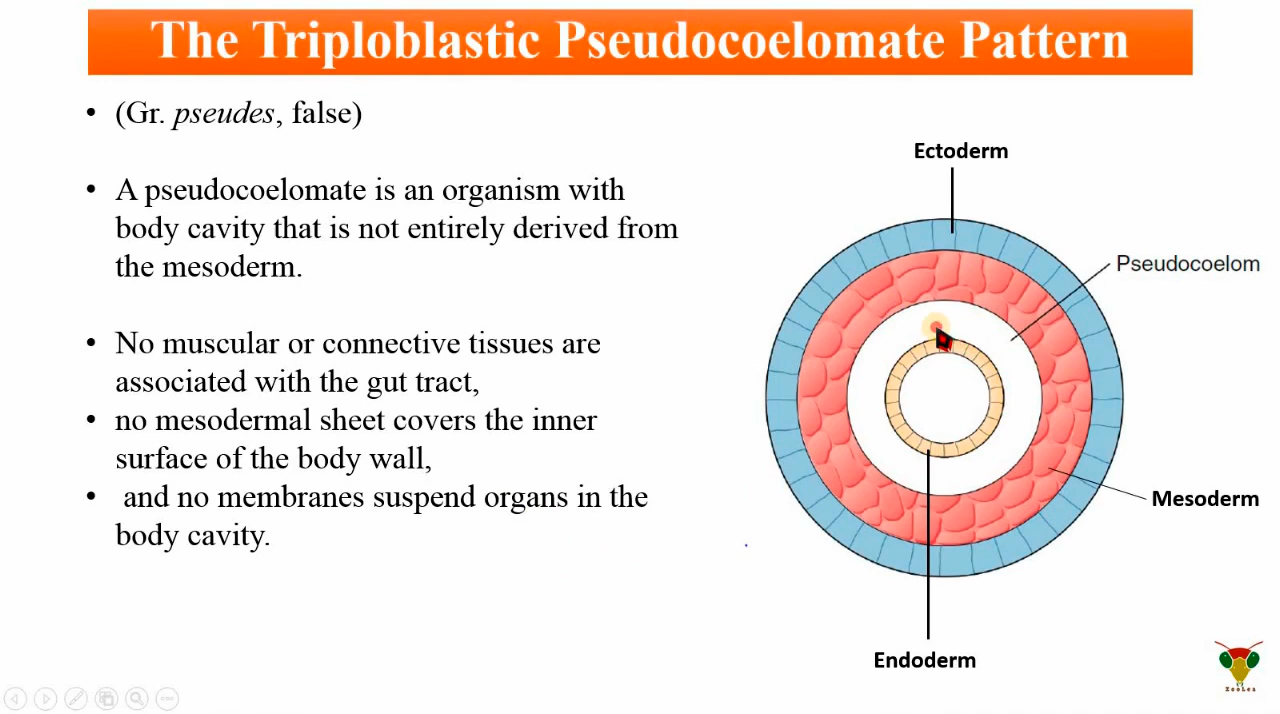 The Triploblastic Pseudocoelomate Pattern
• (Gr. pseudes, false)
• A pseudocoelomate is an organism with
body cavity that is not entirely derived from
the mesoderm.
• No muscular or connective tissues are
associated with the gut tract,
• no mesodermal sheet covers the inner
surface of the body wall,
• and no membranes suspend organs in the
body cavity.
Ectoderm
Pseudocoelom
Mesoderm
Endoderm
ZooLea